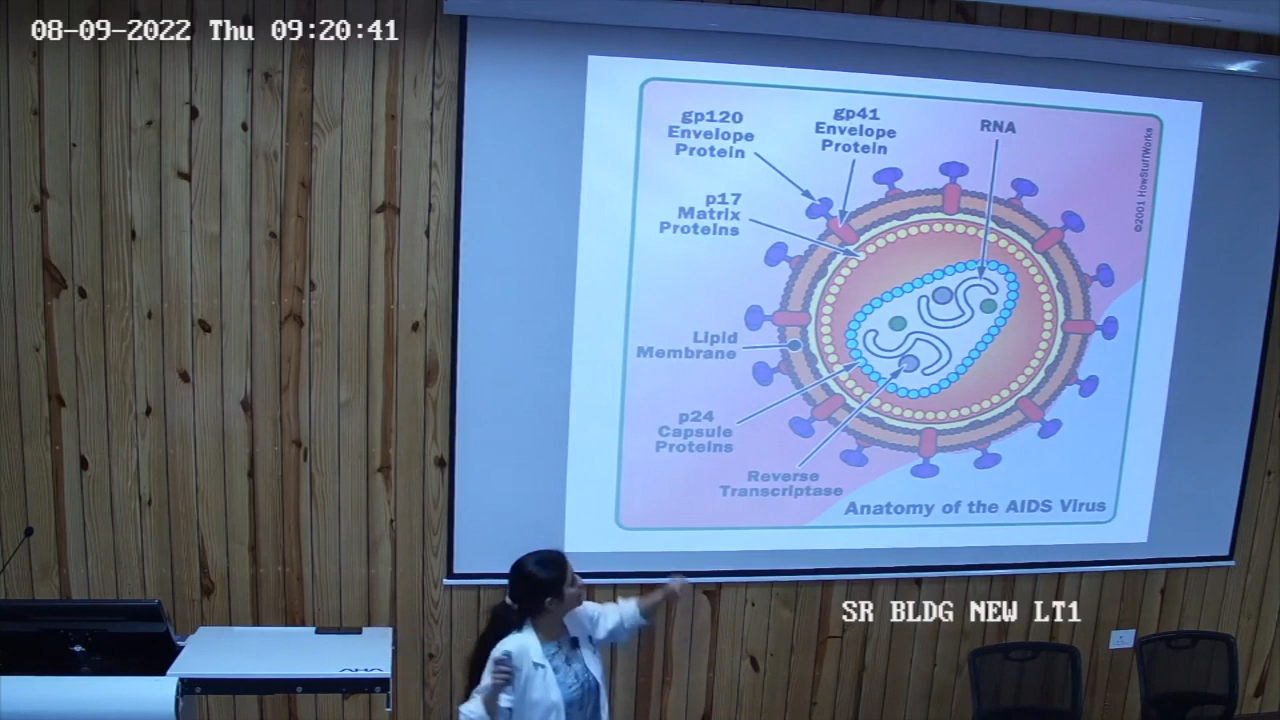 08-09-2022 Thu 09:20:41
gp120
Envelope
Protein
gp41
Envelope
Protein
RNA
©2001 HowStuffWorks
p17
Matrix
Proteins
Lipid
Membrane
p24
Capsule
Proteins
Reverse
Transcriptase
Anatomy of the AIDS Virus
SR BLDG NEW LT1
AHA